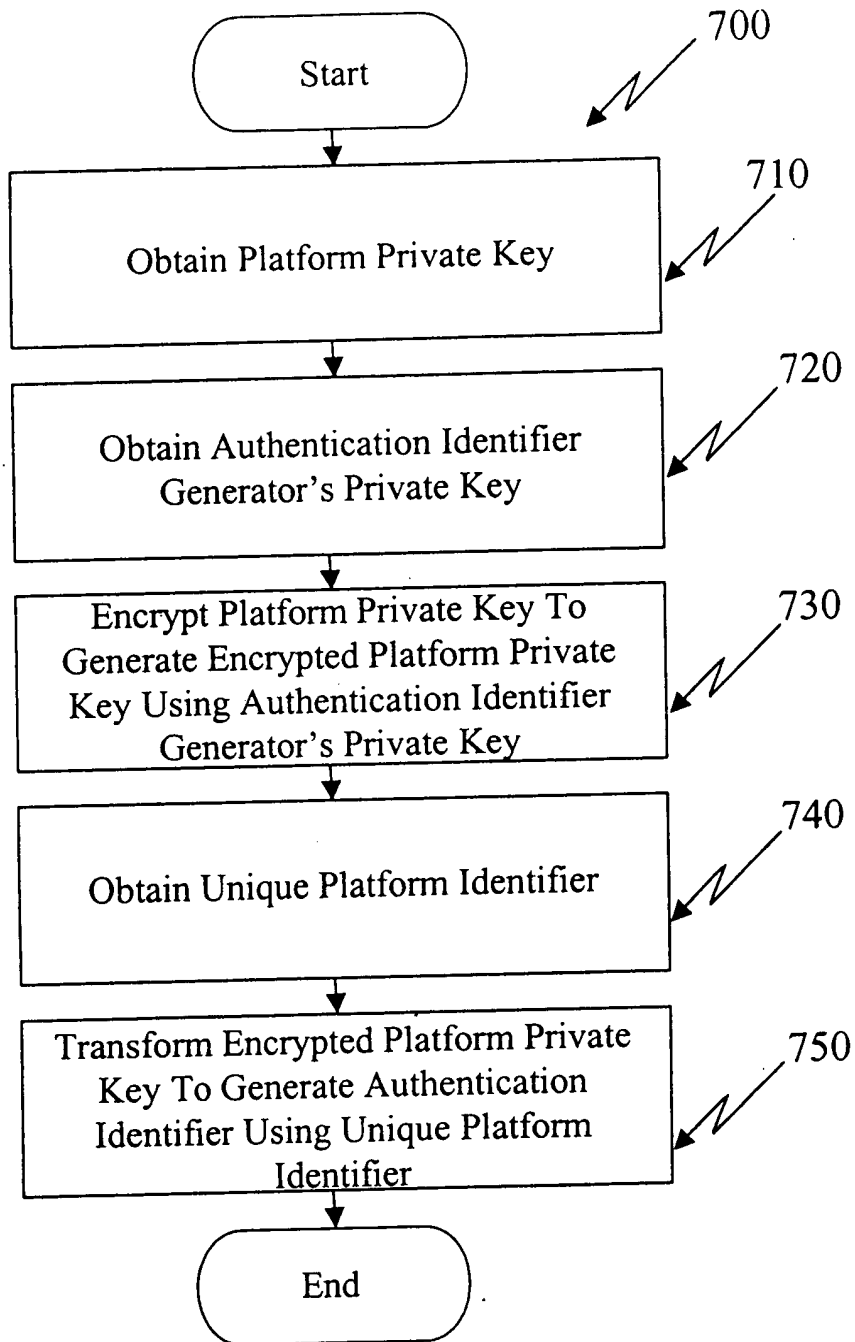 700
Start
710
Obtain Platform Private Key
720
Obtain Authentication Identifier
Generator's Private Key
730
Encrypt Platform Private Key To
Generate Encrypted Platform Private
Key Using Authentication Identifier
Generator's Private Key
740
Obtain Unique Platform Identifier
750
Transform Encrypted Platform Private
Key To Generate Authentication
Identifier Using Unique Platform
Identifier
End